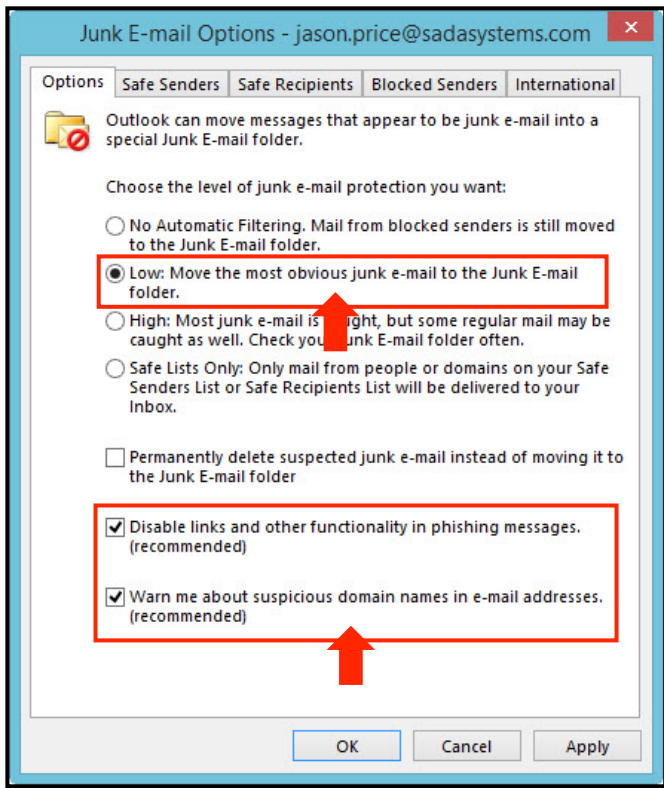 Junk E-mail Options - jason.price@sadasystems.com
Options Safe Senders Safe Recipients Blocked Senders International
Outlook can move messages that appear to be junk e-mail into a
special Junk E-mail folder.
Choose the level of junk e-mail protection you want:
No Automatic Filtering. Mail from blocked senders is still moved
to the Junk E-mail folder.
Low: Move the most obvious junk e-mail to the Junk E-mail
folder.
High: Most junk e-mail is ght, but some regular mail may be
caught as well. Check you nk E-mail folder often.
Safe Lists Only: Only mail from people or domains on your Safe
Senders List or Safe Recipients List will be delivered to your
Inbox.
Permanently delete suspected junk e-mail instead of moving it to
the Junk E-mail folder
Disable links and other functionality in phishing messages.
(recommended)
Warn me about suspicious domain names in e-mail addresses.
(recommended)
OK Cancel Apply